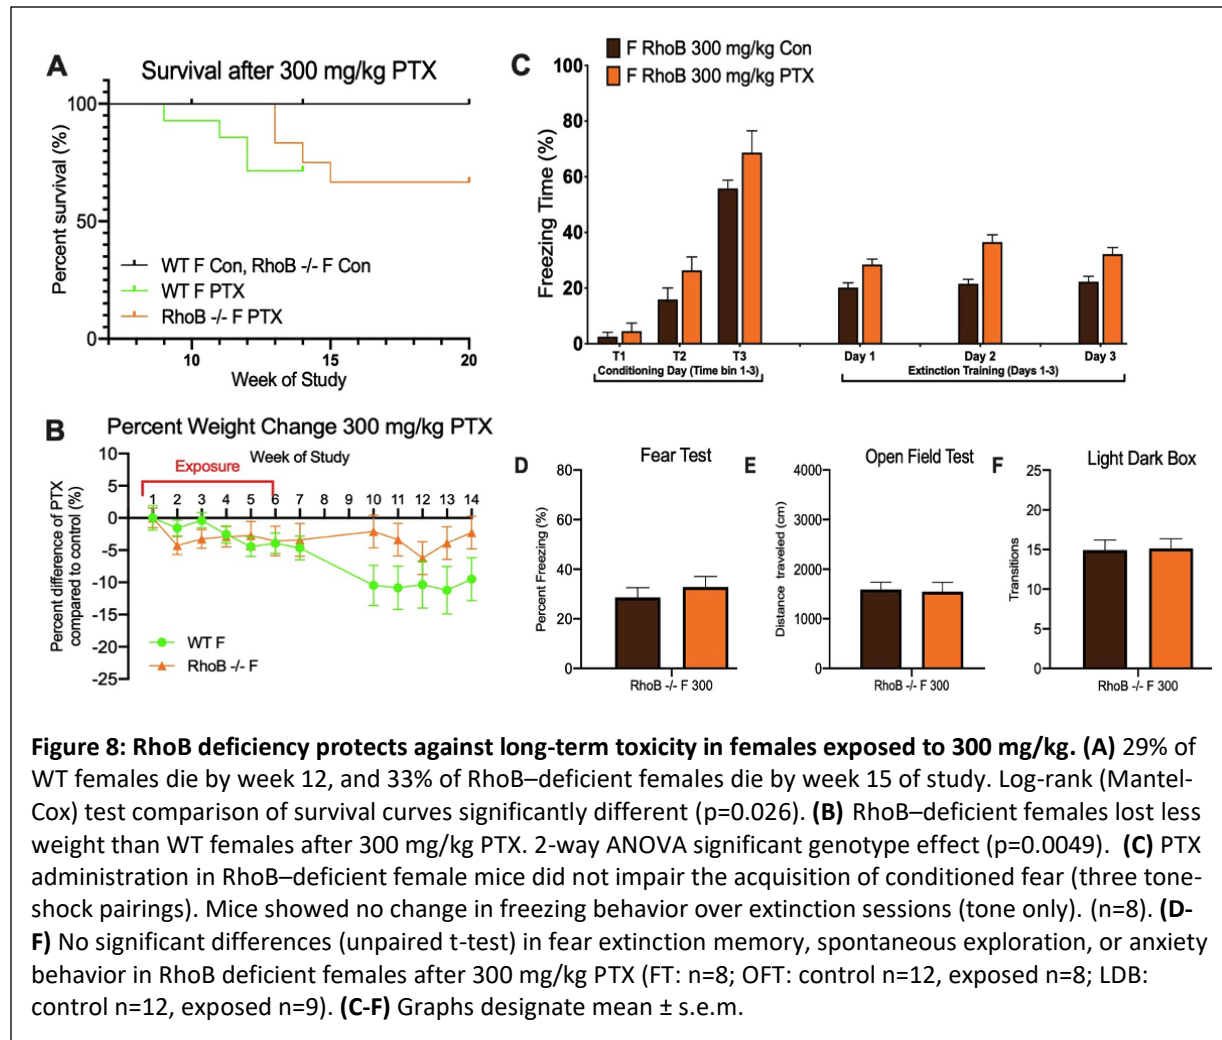 A
Survival after 300 mg/kg PTX
Percent survival (%)
100
50
0
WT F Con, RhoB -/- F Con
WT F PTX
RhoB -/- F PTX
10
15
20
Week of Study
C
F RhoB 300 mg/kg Con
F RhoB 300 mg/kg PTX
Freezing Time (%)
100
80
60
40
20
0
T1
T2
T3
Day 1
Day 2
Day 3
Conditioning Day (Time bin 1-3)
Extinction Training (Days 1-3)
B
Percent Weight Change 300 mg/kg PTX
Percent difference of PTX
compared to control (%)
10
5
0
-5
-10
-15
-20
-25
Week of Study
Exposure
1 2 3 4 5 6 7 8 9 10 11 12 13 14
WT F
RhoB -/- F
D
Fear Test
Percent Freezing (%)
80
60
40
20
0
RhoB -/- F 300
E
Open Field Test
Distance traveled (cm)
4000
3000
2000
1000
0
RhoB -/- F 300
F
Light Dark Box
Transitions
25
20
15
10
5
0
RhoB -/- F 300
Figure 8: RhoB deficiency protects against long-term toxicity in females exposed to 300 mg/kg. (A) 29% of
WT females die by week 12, and 33% of RhoB–deficient females die by week 15 of study. Log-rank (Mantel-
Cox) test comparison of survival curves significantly different (p=0.026). (B) RhoB–deficient females lost less
weight than WT females after 300 mg/kg PTX. 2-way ANOVA significant genotype effect (p=0.0049). (C) PTX
administration in RhoB–deficient female mice did not impair the acquisition of conditioned fear (three tone-
shock pairings). Mice showed no change in freezing behavior over extinction sessions (tone only). (n=8). (D-
F) No significant differences (unpaired t-test) in fear extinction memory, spontaneous exploration, or anxiety
behavior in RhoB deficient females after 300 mg/kg PTX (FT: n=8; OFT: control n=12, exposed n=8; LDB:
control n=12, exposed n=9). (C-F) Graphs designate mean ± s.e.m.